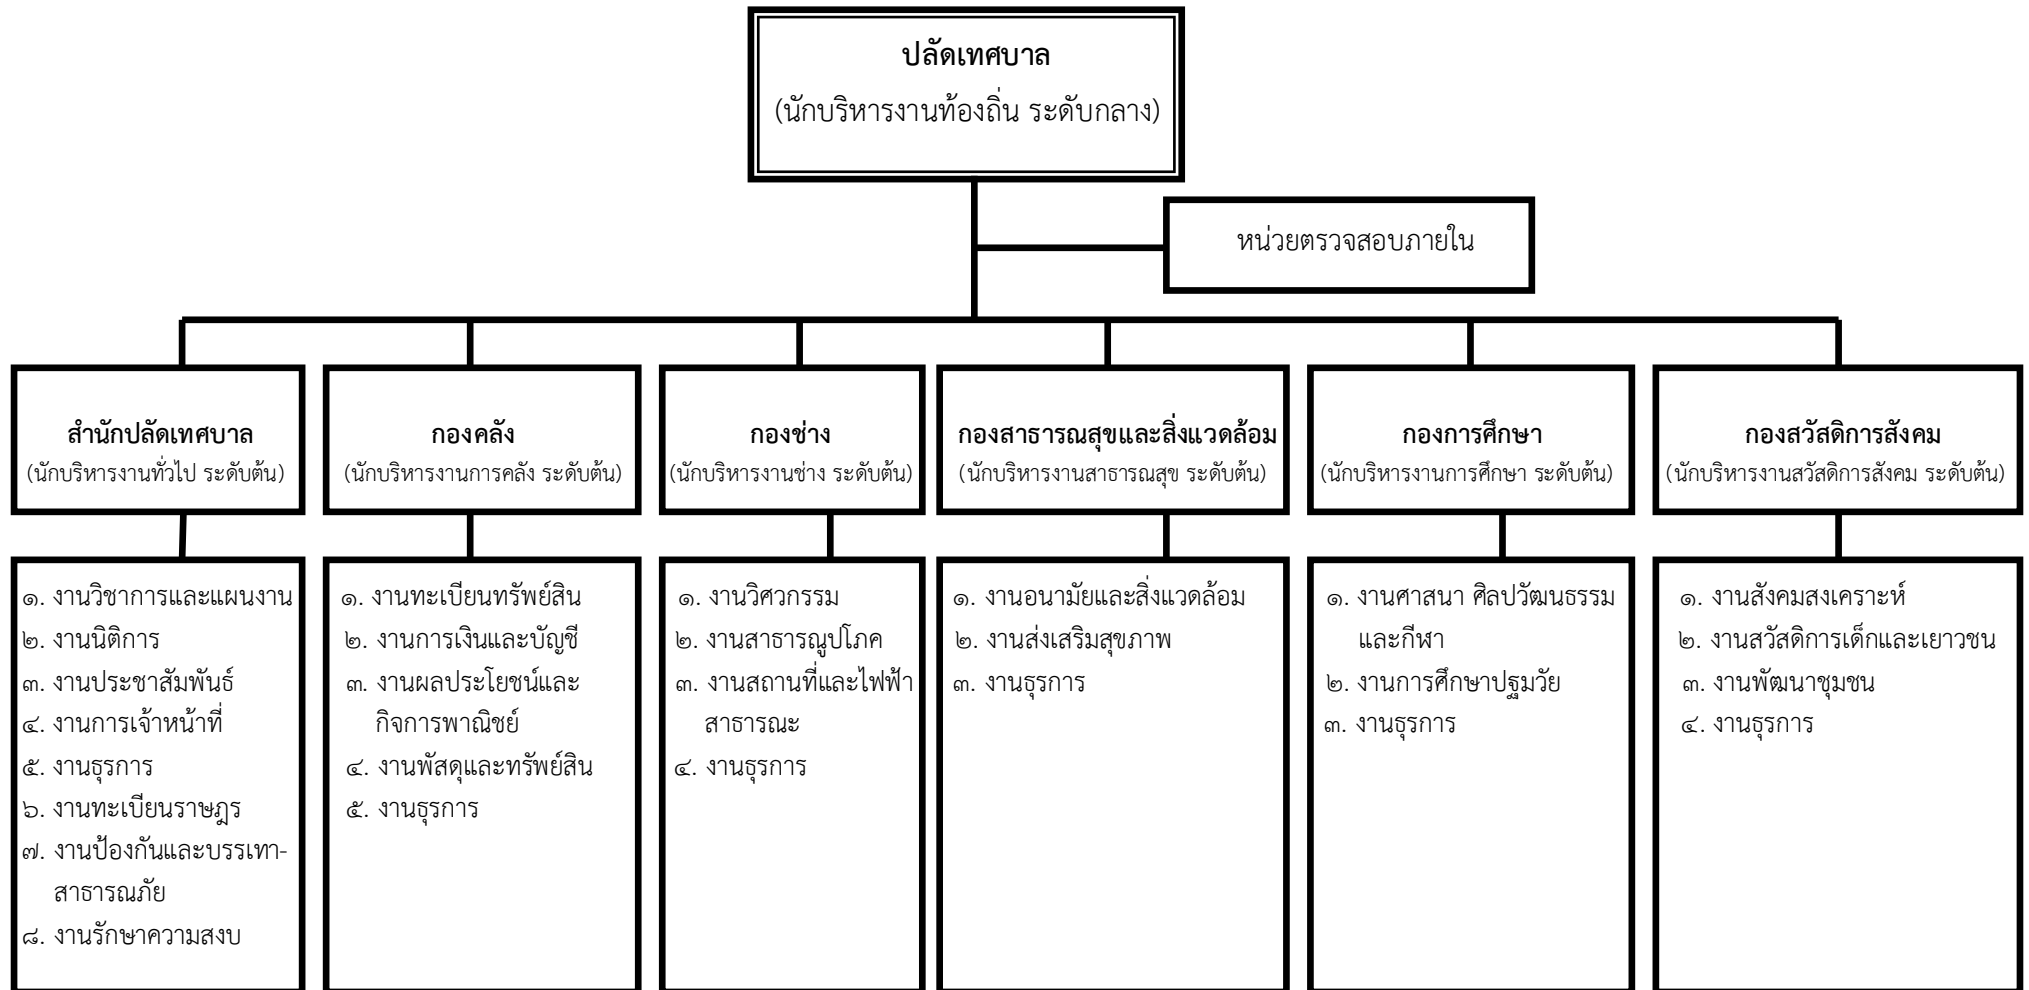 ปลัดเทศบาล
(นักบริหารงานท้องถิ่น ระดับกลาง)
หน่วยตรวจสอบภายใน
สำนักปลัดเทศบาล
(นักบริหารงานทั่วไป ระดับต้น)
กองคลัง
(นักบริหารงานการคลัง ระดับต้น)
กองช่าง
(นักบริหารงานช่าง ระดับต้น)
กองสาธารณสุขและสิ่งแวดล้อม
(นักบริหารงานสาธารณสุข ระดับต้น)
กองการศึกษา
(นักบริหารงานการศึกษา ระดับต้น)
กองสวัสดิการสังคม
(นักบริหารงานสวัสดิการสังคม ระดับต้น)
๑. งานวิชาการและแผนงาน
๒. งานนิติการ
๓. งานประชาสัมพันธ์
๔. งานการเจ้าหน้าที่
๕. งานธุรการ
๖. งานทะเบียนราษฎร
๗. งานป้องกันและบรรเทา-
สาธารณภัย
๘. งานรักษาความสงบ
๑. งานทะเบียนทรัพย์สิน
๒. งานการเงินและบัญชี
๓. งานผลประโยชน์และ
กิจการพาณิชย์
๔. งานพัสดุและทรัพย์สิน
๕. งานธุรการ
๑. งานวิศวกรรม
๒. งานสาธารณูปโภค
๓. งานสถานที่และไฟฟ้า
สาธารณะ
๔. งานธุรการ
๑. งานอนามัยและสิ่งแวดล้อม
๒. งานส่งเสริมสุขภาพ
๓. งานธุรการ
๑. งานศาสนา ศิลปวัฒนธรรม
และกีฬา
๒. งานการศึกษาปฐมวัย
๓. งานธุรการ
๑. งานสังคมสงเคราะห์
๒. งานสวัสดิการเด็กและเยาวชน
๓. งานพัฒนาชุมชน
๔. งานธุรการ